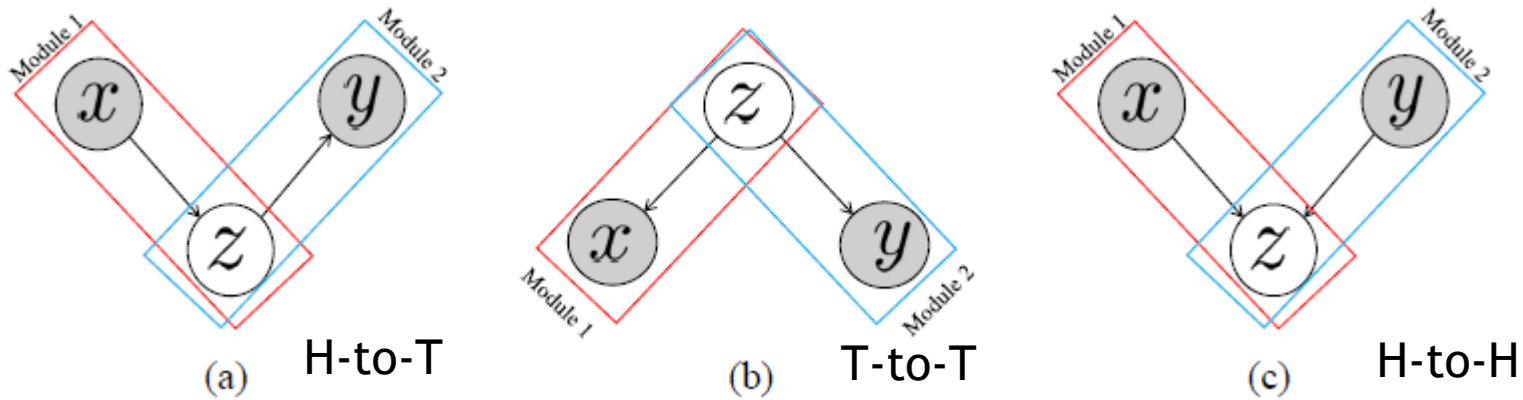 Module 1
x
y
Module 2
z
(a)
H-to-T
z
x
y
Module 1
Module 2
(b)
T-to-T
Module 1
x
y
Module 2
z
(c)
H-to-H